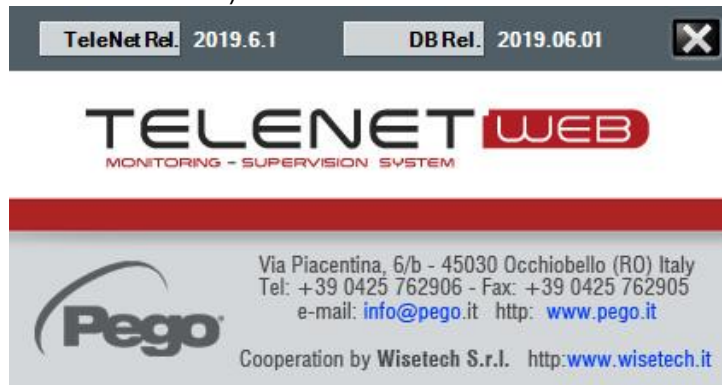 TeleNet Rel. 2019.6.1 DB Rel. 2019.06.01
TELENET WEB
MONITORING - SUPERVISION SYSTEM
Via Piacentina, 6/b - 45030 Occhiobello (RO) Italy
Tel: +39 0425 762906 - Fax: +39 0425 762905
e-mail: info@pego.it http: www.pego.it
Pego
Cooperation by Wisetech S.r.l. http:www.wisetech.it